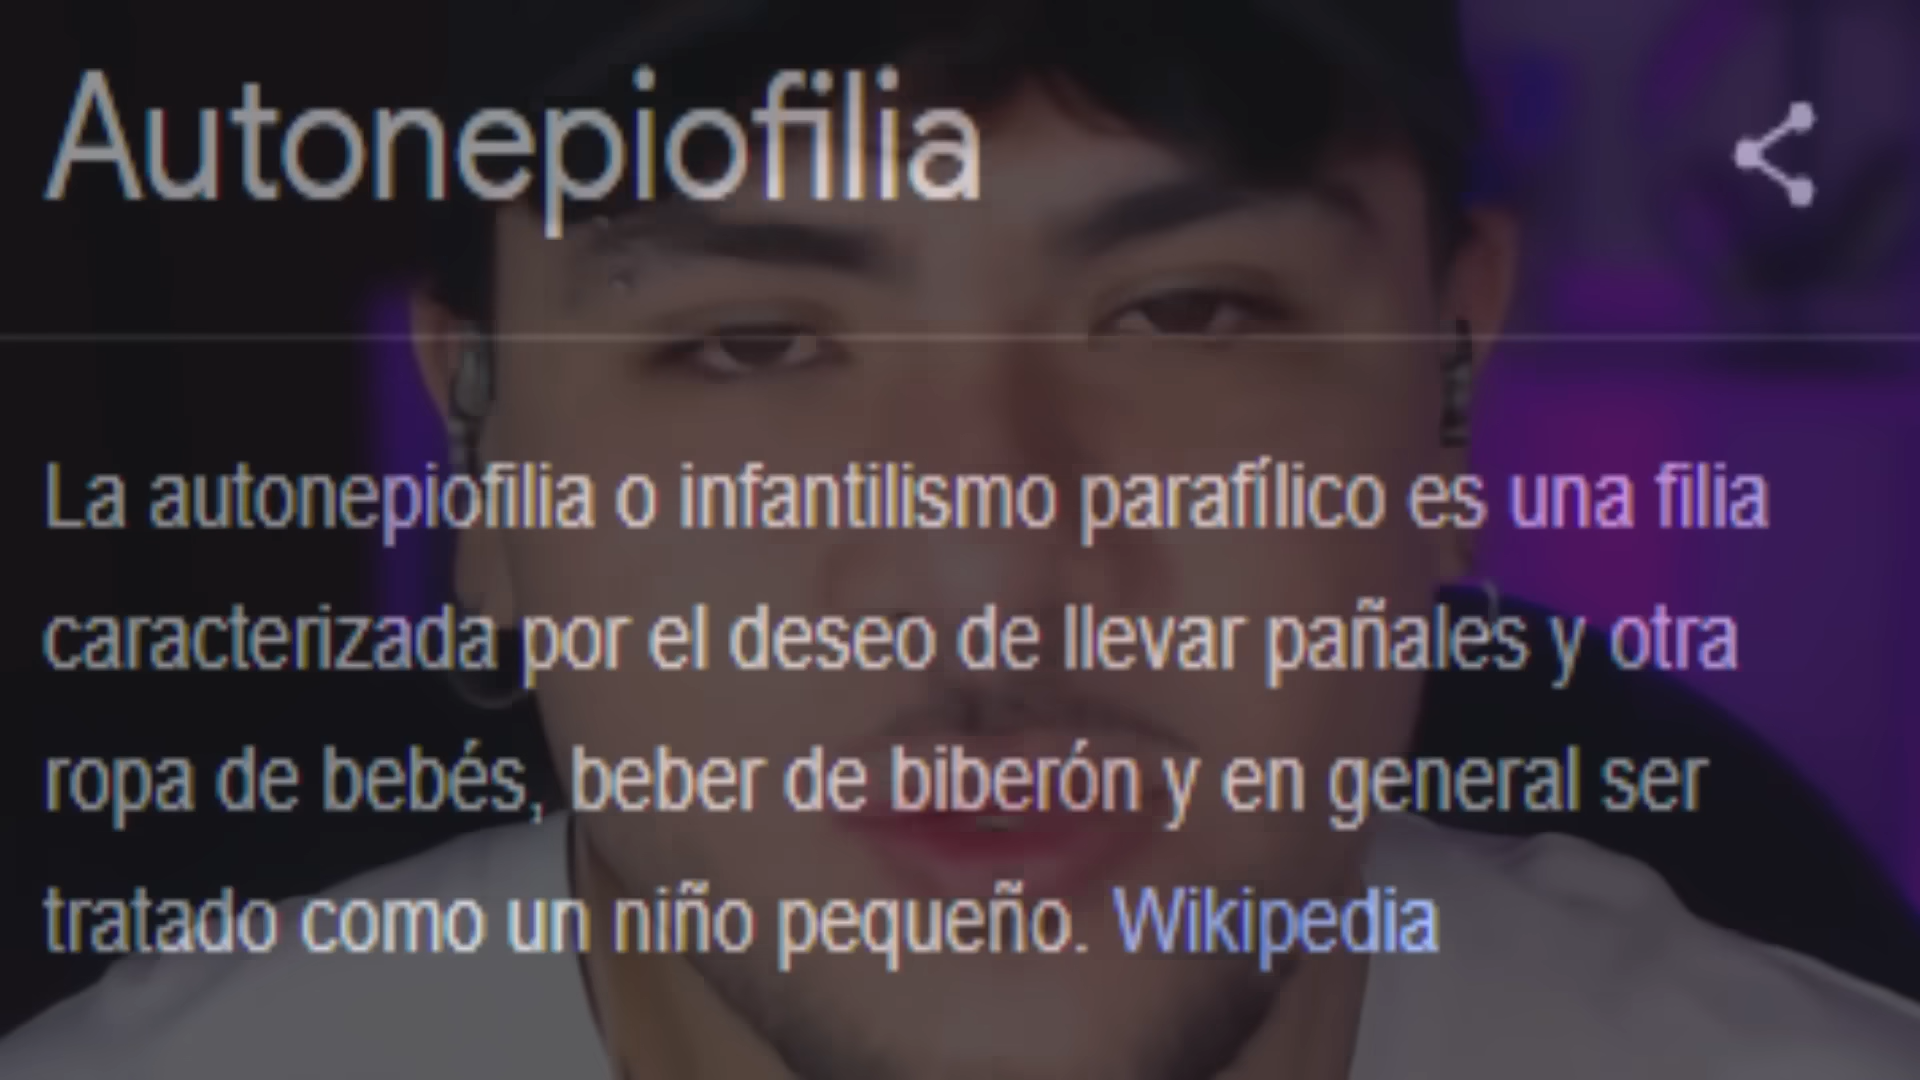 Autonepiofilia
La autonepiofilia o infantilismo parafílico es una filia
caracterizada por el deseo de llevar pañales y otra
ropa de bebés, beber de biberón y en general ser
tratado como un niño pequeño. Wikipedia